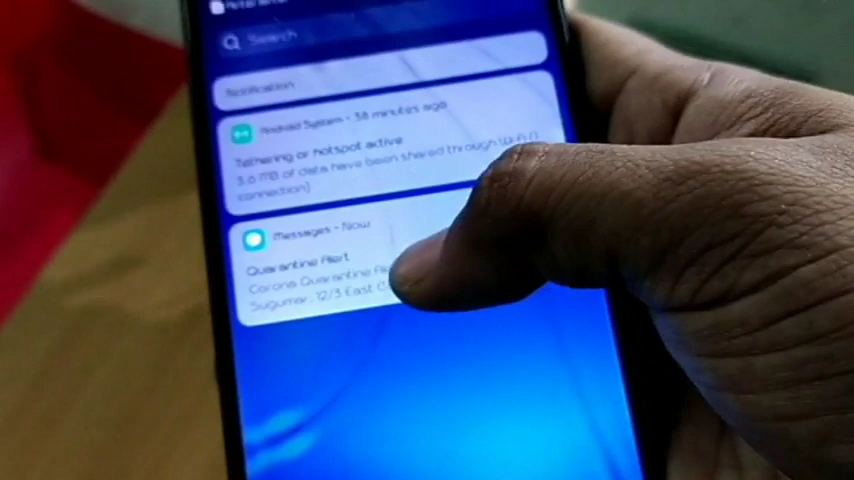 Search
Notification
Android System • 38 minutes ago
Tethering or hotspot active
3.6 MB of data have been shared through Wi-Fi (
connection)
Messages • Now
Quarantine Alert
Corona Quarantine
Sugumar, 12/3 East